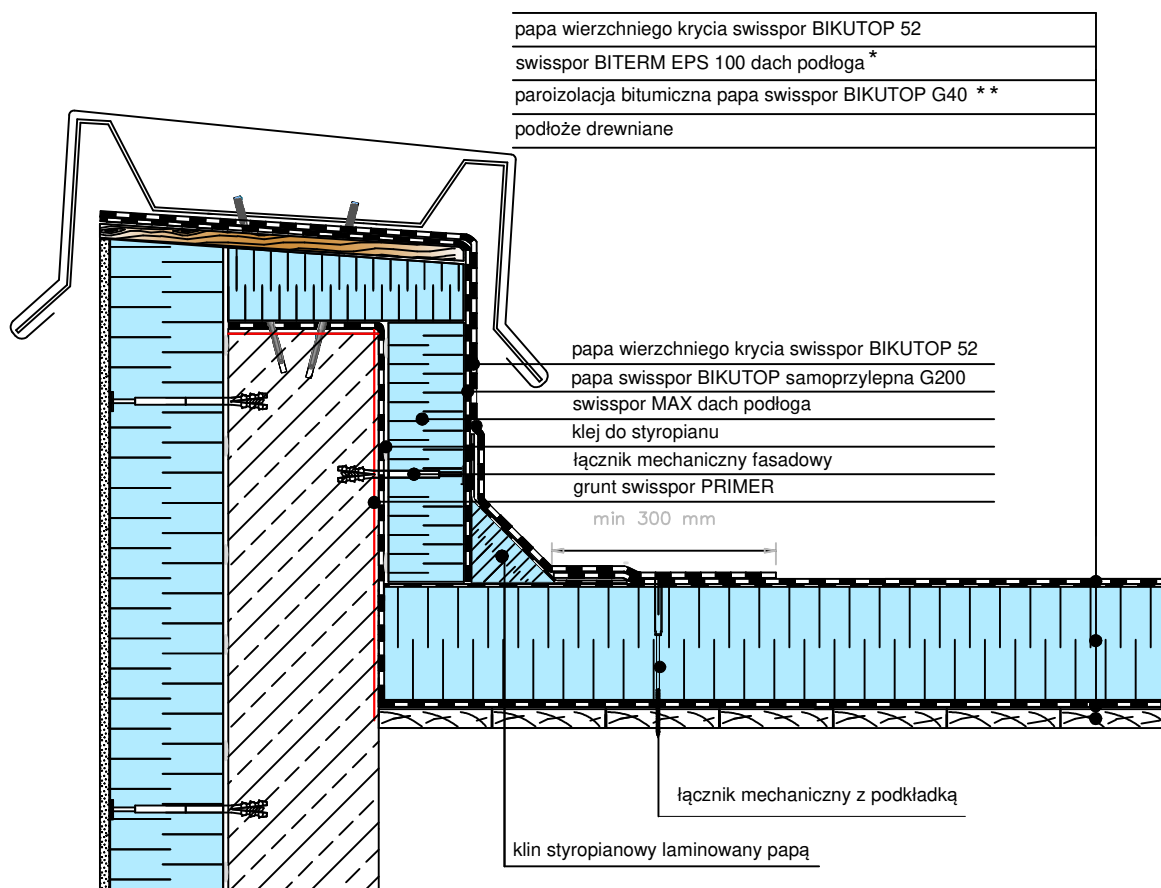 papa wierzchniego krycia swisspor BIKUTOP 52
swisspor BITERM EPS 100 dach podłoga *
paroizolacja bitumiczna papa swisspor BIKUTOP G40 * *
podłoże drewniane
papa wierzchniego krycia swisspor BIKUTOP 52
papa swisspor BIKUTOP samoprzylepna G200
swisspor MAX dach podłoga
klej do styropianu
łącznik mechaniczny fasadowy
grunt swisspor PRIMER
min 300 mm
łącznik mechaniczny z podkładką
klin styropianowy laminowany papą